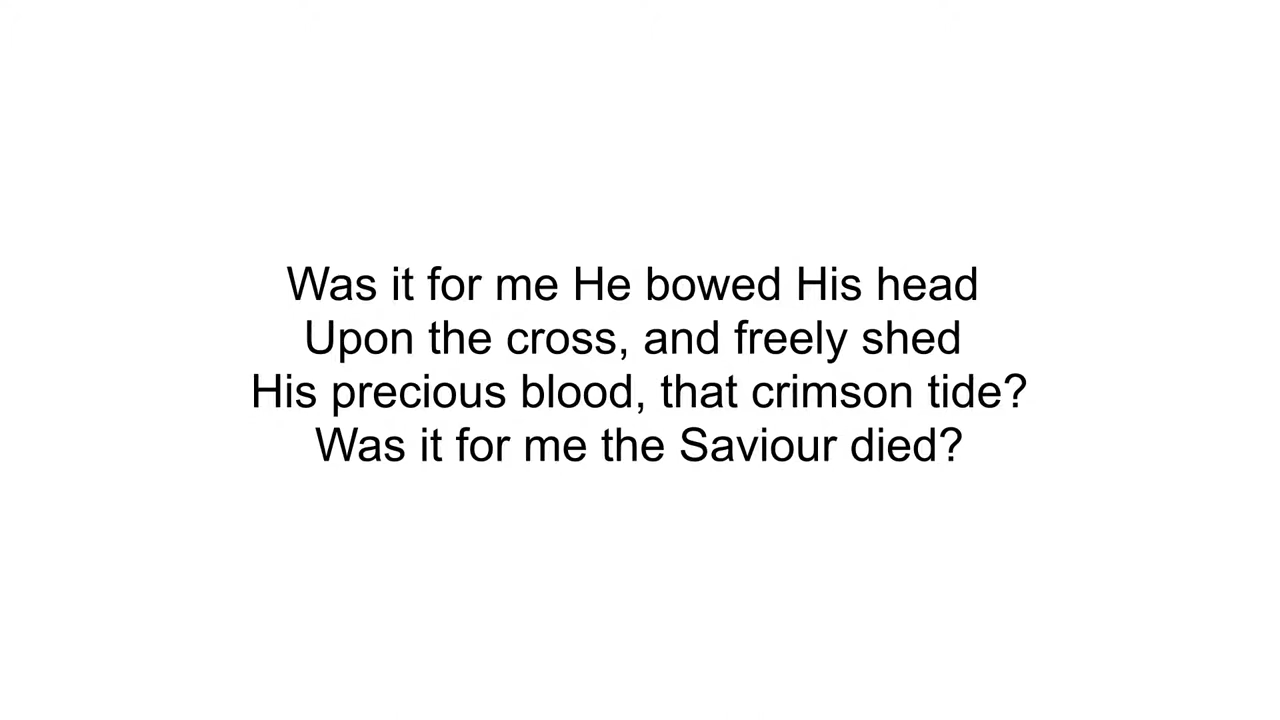 Was it for me He bowed His head
Upon the cross, and freely shed
His precious blood, that crimson tide?
Was it for me the Saviour died?